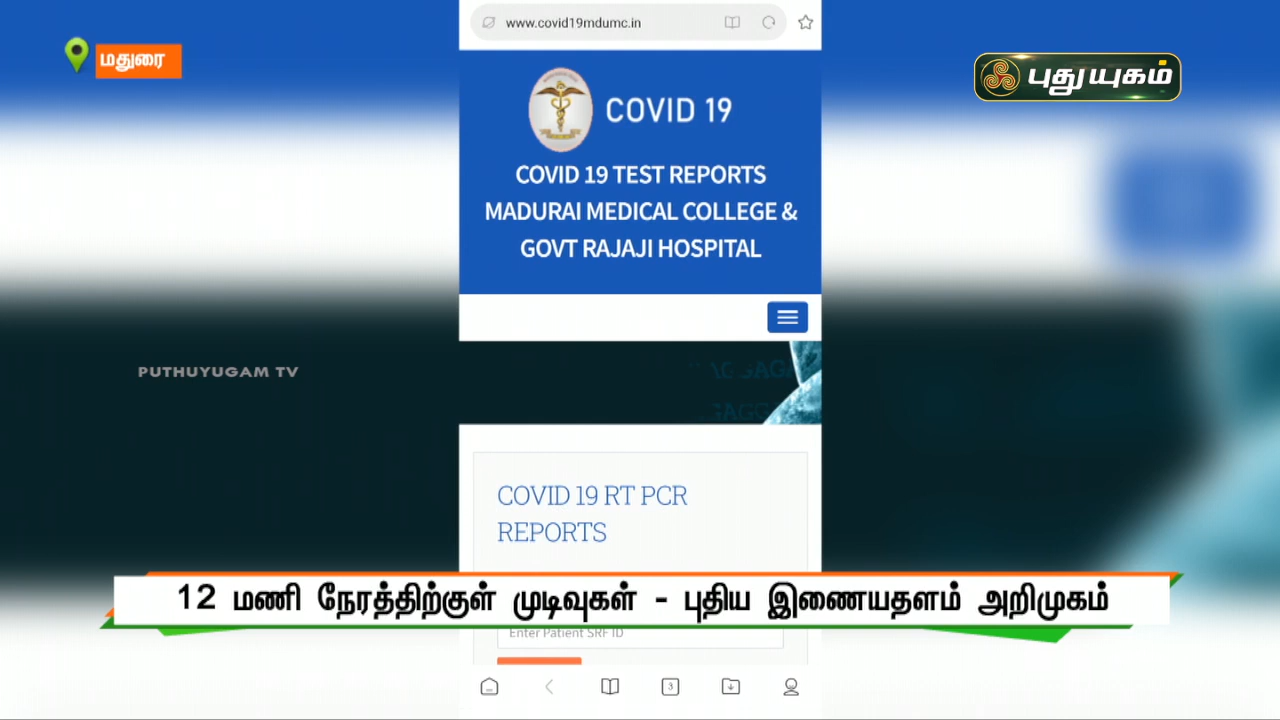 www.covid19mdumc.in
மதுரை
புதுயுகம்
COVID 19
COVID 19 TEST REPORTS
MADURAI MEDICAL COLLEGE &
GOVT RAJAJI HOSPITAL
PUTHUYUGAM TV
COVID 19 RT PCR
REPORTS
12 மணி நேரத்திற்குள் முடிவுகள் - புதிய இணையதளம் அறிமுகம்
Enter Patient SRF ID
3